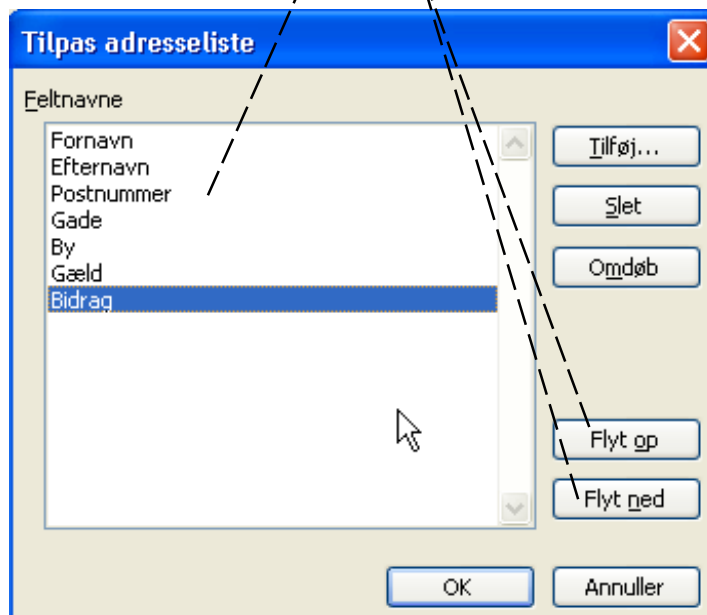 Tilpas adresseliste
Feltnavne
Fornavn
Efternavn
Postnummer
Gade
By
Gæld
Bidrag
Tilføj...
Slet
Omdøb
Flyt op
Flyt ned
OK
Annuller